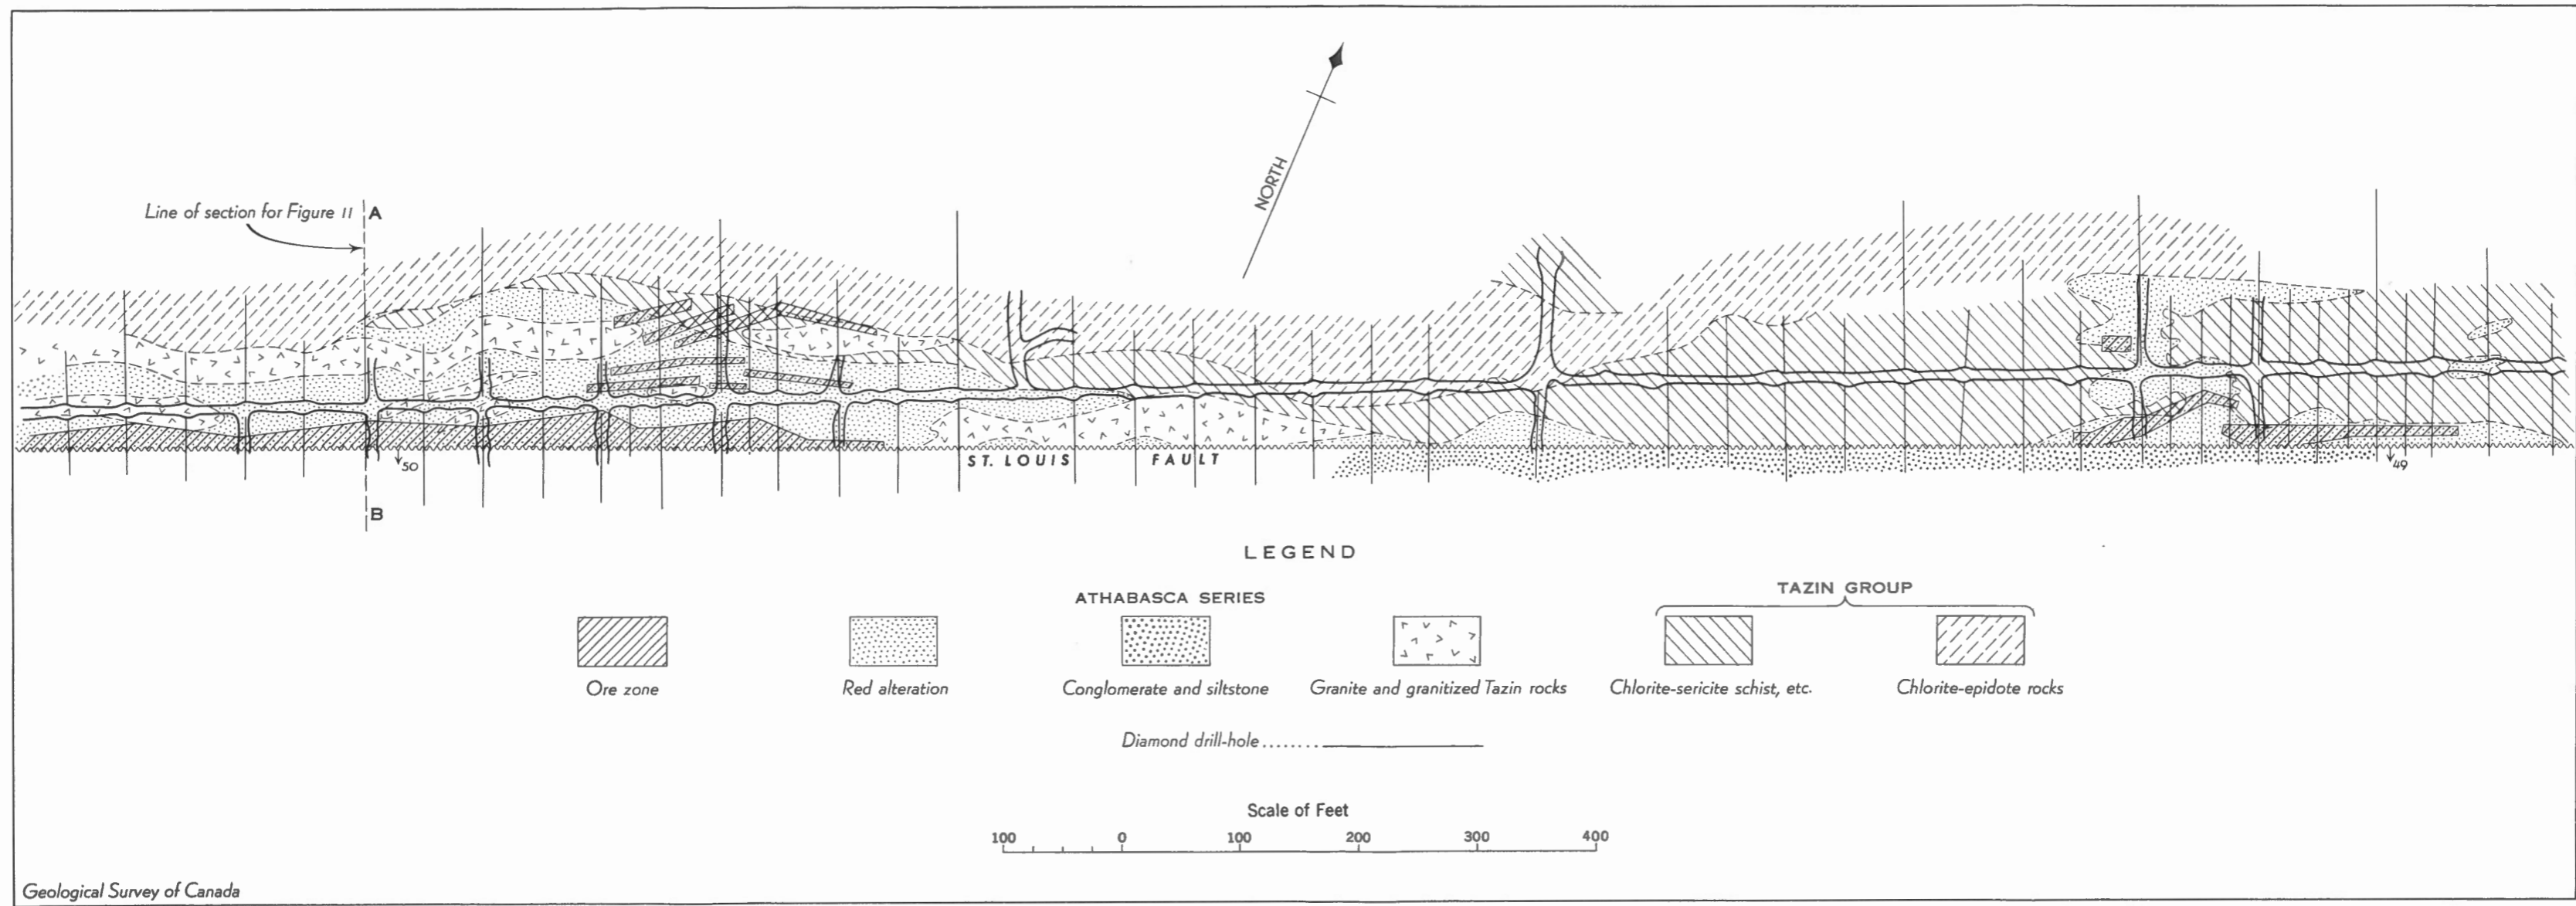 NORTH
Line of section for Figure 11
A
50
ST. LOUIS FAULT
49
B
LEGEND
ATHABASCA SERIES
TAZIN GROUP
Ore zone
Red alteration
Conglomerate and siltstone
Granite and granitized Tazin rocks
Chlorite-sericite schist, etc.
Chlorite-epidote rocks
Diamond drill-hole........
Scale of Feet
100 0 100 200 300 400
Geological Survey of Canada